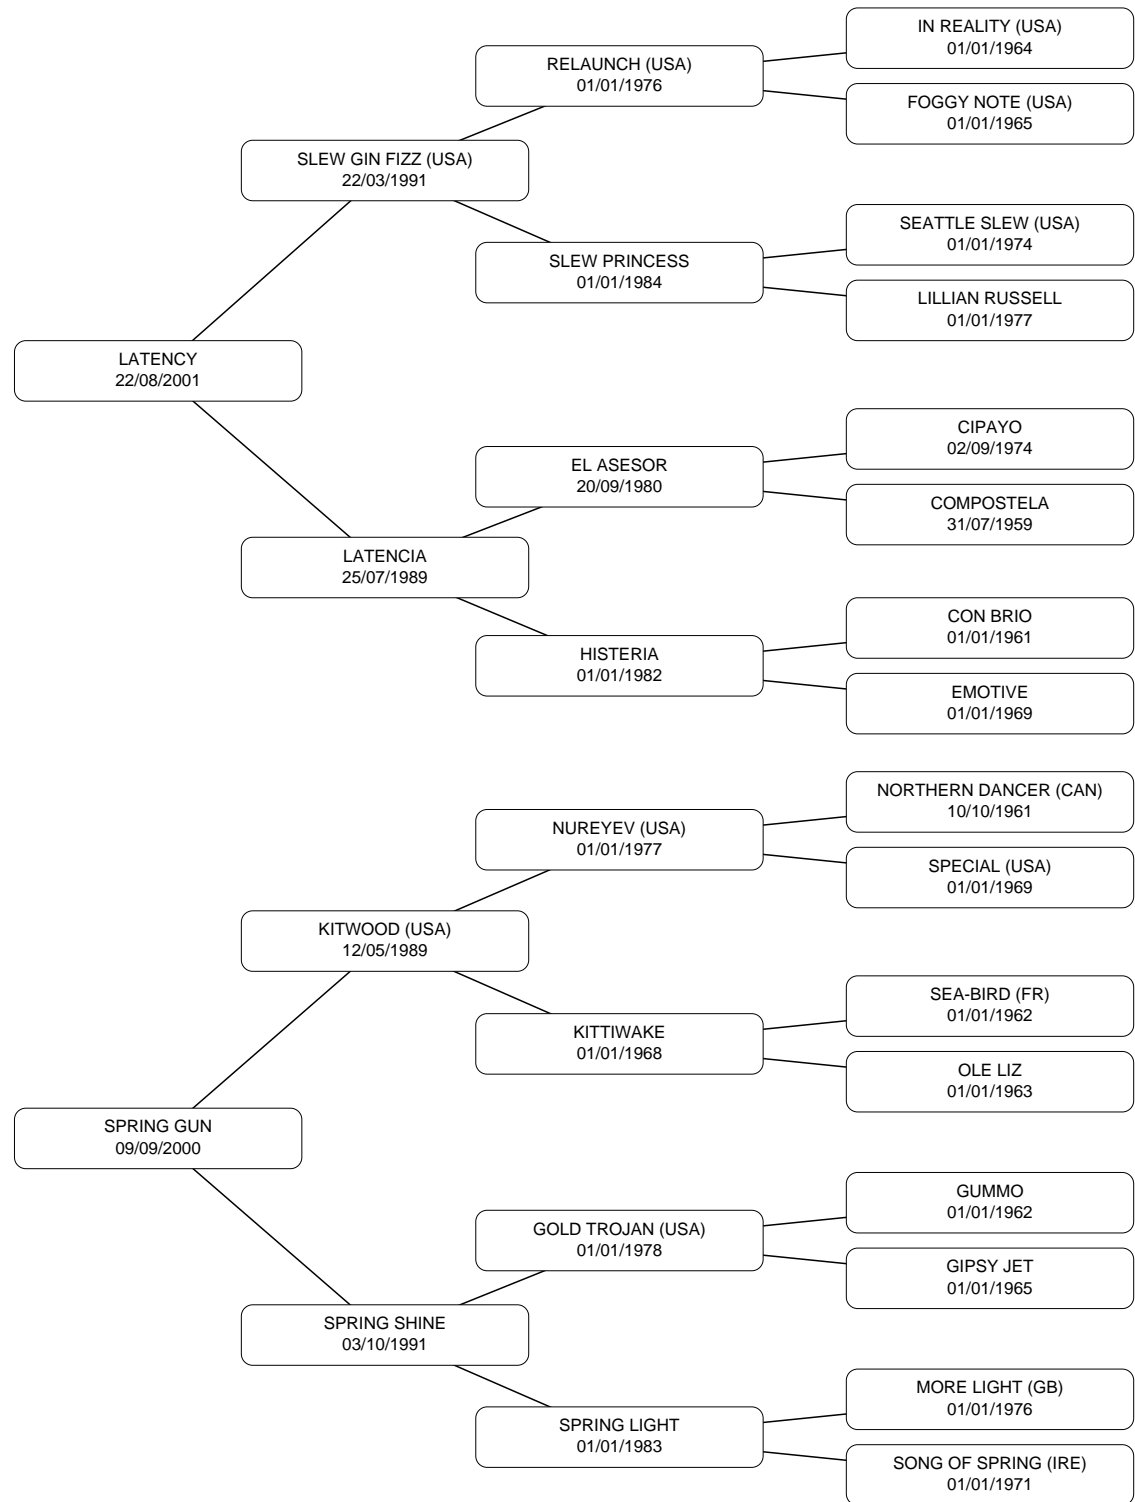 IN REALITY (USA)
01/01/1964
RELAUNCH (USA)
01/01/1976
FOGGY NOTE (USA)
01/01/1965
SLEW GIN FIZZ (USA)
22/03/1991
SEATTLE SLEW (USA)
01/01/1974
SLEW PRINCESS
01/01/1984
LILLIAN RUSSELL
01/01/1977
LATENCY
22/08/2001
CIPAYO
02/09/1974
EL ASESOR
20/09/1980
COMPOSTELA
31/07/1959
LATENCIA
25/07/1989
CON BRIO
01/01/1961
HISTERIA
01/01/1982
EMOTIVE
01/01/1969
NORTHERN DANCER (CAN)
10/10/1961
NUREYEV (USA)
01/01/1977
SPECIAL (USA)
01/01/1969
KITWOOD (USA)
12/05/1989
SEA-BIRD (FR)
01/01/1962
KITTIWAKE
01/01/1968
OLE LIZ
01/01/1963
SPRING GUN
09/09/2000
GUMMO
01/01/1962
GOLD TROJAN (USA)
01/01/1978
GIPSY JET
01/01/1965
SPRING SHINE
03/10/1991
MORE LIGHT (GB)
01/01/1976
SPRING LIGHT
01/01/1983
SONG OF SPRING (IRE)
01/01/1971